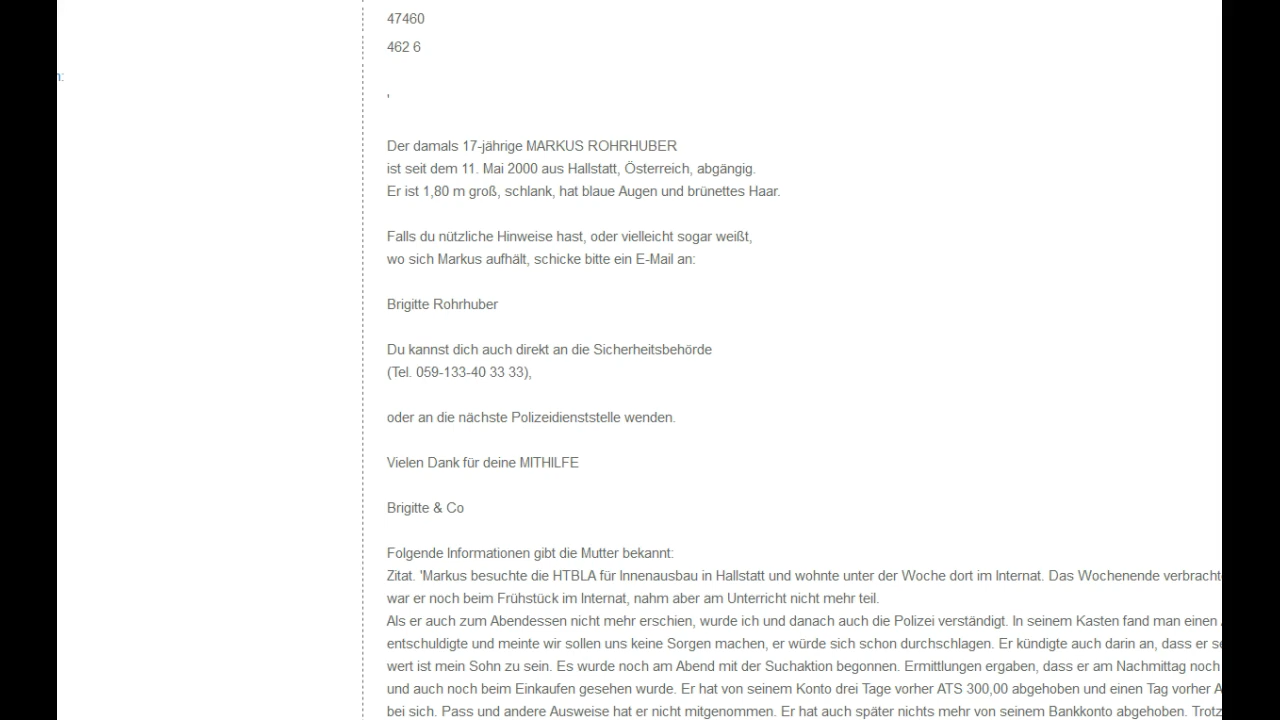 47460
462 6
n:
'
Der damals 17-jährige MARKUS ROHRHUBER
ist seit dem 11. Mai 2000 aus Hallstatt, Österreich, abgängig.
Er ist 1,80 m groß, schlank, hat blaue Augen und brünettes Haar.
Falls du nützliche Hinweise hast, oder vielleicht sogar weißt,
wo sich Markus aufhält, schicke bitte ein E-Mail an:
Brigitte Rohrhuber
Du kannst dich auch direkt an die Sicherheitsbehörde
(Tel. 059-133-40 33 33),
oder an die nächste Polizeidienststelle wenden.
Vielen Dank für deine MITHILFE
Brigitte & Co
Folgende Informationen gibt die Mutter bekannt:
Zitat. 'Markus besuchte die HTBLA für Innenausbau in Hallstatt und wohnte unter der Woche dort im Internat. Das Wochenende verbracht
war er noch beim Frühstück im Internat, nahm aber am Unterricht nicht mehr teil.
Als er auch zum Abendessen nicht mehr erschien, wurde ich und danach auch die Polizei verständigt. In seinem Kasten fand man einen
entschuldigte und meinte wir sollen uns keine Sorgen machen, er würde sich schon durchschlagen. Er kündigte auch darin an, dass er
wert ist mein Sohn zu sein. Es wurde noch am Abend mit der Suchaktion begonnen. Ermittlungen ergaben, dass er am Nachmittag noch
und auch noch beim Einkaufen gesehen wurde. Er hat von seinem Konto drei Tage vorher ATS 300,00 abgehoben und einen Tag vorher
bei sich. Pass und andere Ausweise hat er nicht mitgenommen. Er hat auch später nichts mehr von seinem Bankkonto abgehoben. Trotz